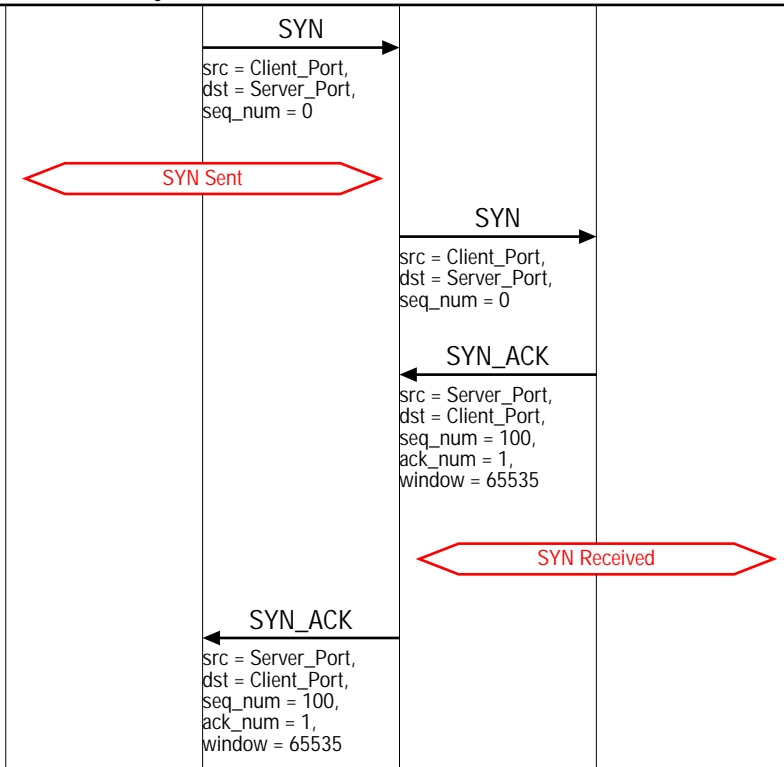 SYN
src = Client_Port,
dst = Server_Port,
seq_num = 0
SYN Sent
SYN
src = Client_Port,
dst = Server_Port,
seq_num = 0
SYN_ACK
src = Server_Port,
dst = Client_Port,
seq_num = 100,
ack_num = 1,
window = 65535
SYN Received
SYN_ACK
src = Server_Port,
dst = Client_Port,
seq_num = 100,
ack_num = 1,
window = 65535